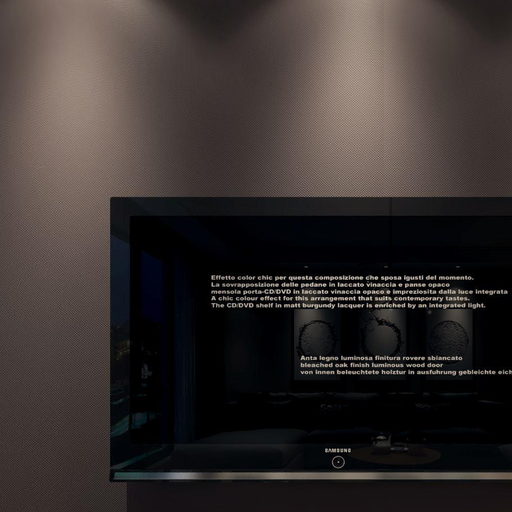 Effetto color chic per questa composizione che sposa igusti del momento.
La sovrapposizione delle pedane in laccato vinaccia e panse opaco
mensola porta-CD/DVD in laccato vinaccia opaco e impreziosita dalla luce integrata
A chic colour effect for this arrangement that suits contemporary tastes.
The CD/DVD shelf in matt burgundy lacquer is enriched by an integrated light.
Anta legno luminosa finitura rovere sbiancato
bleached oak finish luminous wood door
von innen beleuchtete holztur in ausfuhrung gebleichte eich
SAMSUNG